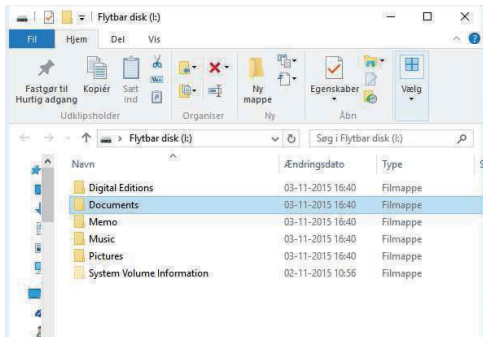 Flytbar disk (I:)
Fil Hjem Del Vis
Fastgør til Hurtig adgang
Kopiér
Sæt ind
Ny mappe
Egenskaber
Vælg
Udklipsholder Organiser Ny Åbn
Flytbar disk (I:)
Søg i Flytbar disk (I:)
Navn Ændringsdato Type S
Digital Editions 03-11-2015 16:40 Filmappe
Documents 03-11-2015 16:40 Filmappe
Memo 03-11-2015 16:40 Filmappe
Music 03-11-2015 16:40 Filmappe
Pictures 03-11-2015 16:40 Filmappe
System Volume Information 02-11-2015 10:56 Filmappe